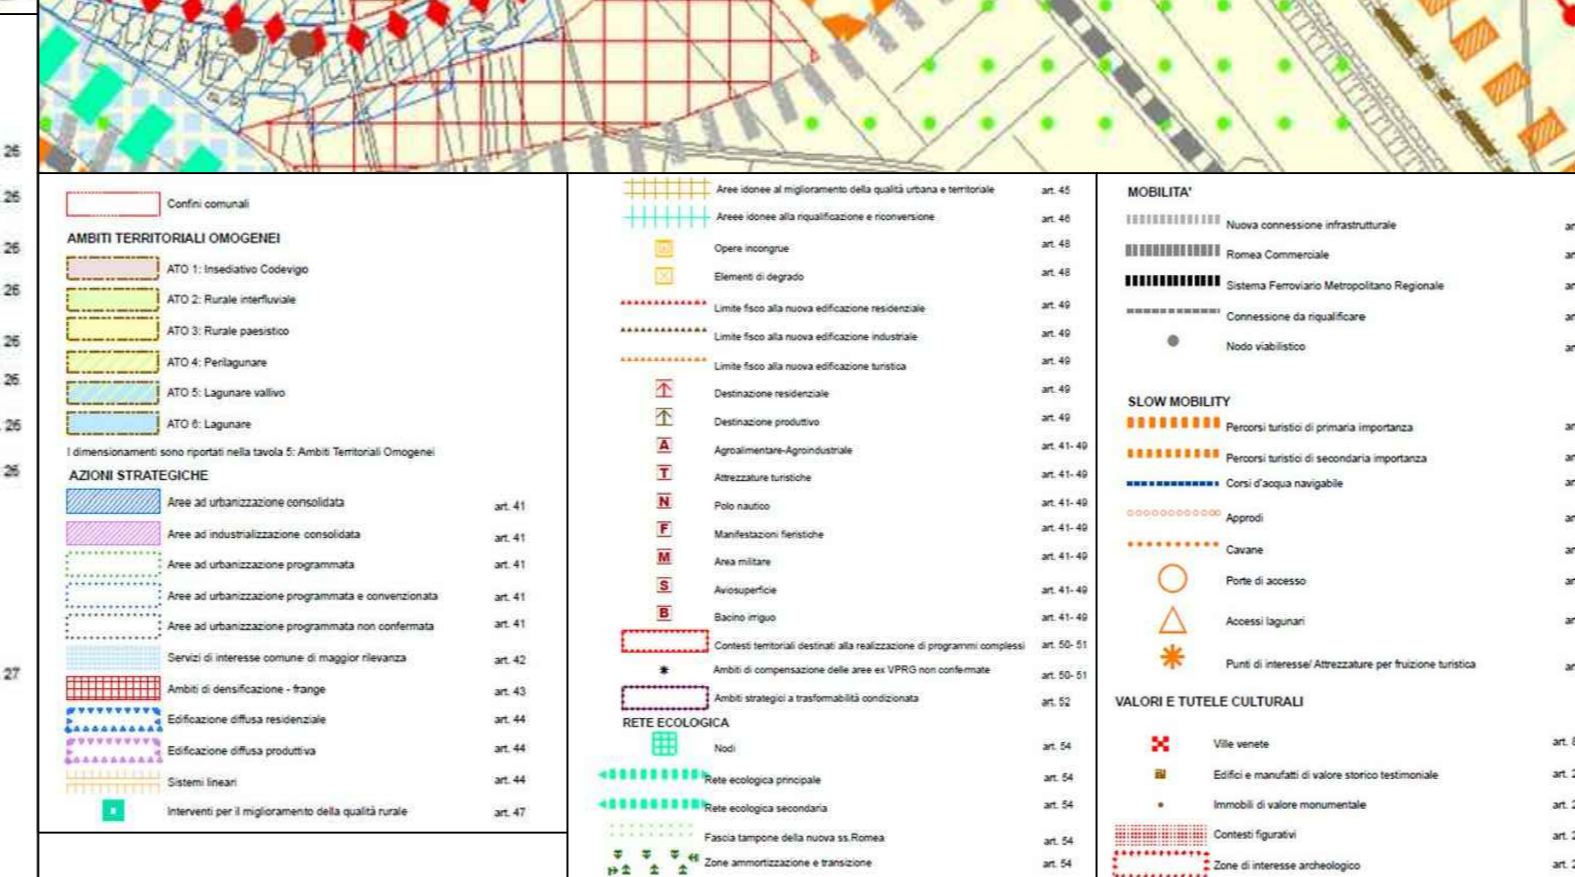 26
26
26
26
26
26
26
26
27
Confini comunali
AMBITI TERRITORIALI OMOGENEI
ATO 1: Insediativo Codevigo
ATO 2: Rurale interfluviale
ATO 3: Rurale paesistico
ATO 4: Perilagunare
ATO 5: Lagunare vallivo
ATO 6: Lagunare
I dimensionamenti sono riportati nella tavola 5: Ambiti Territoriali Omogenei
AZIONI STRATEGICHE
Aree ad urbanizzazione consolidata art. 41
Aree ad industrializzazione consolidata art. 41
Aree ad urbanizzazione programmata art. 41
Aree ad urbanizzazione programmata e convenzionata art. 41
Aree ad urbanizzazione programmata non confermata art. 41
Servizi di interesse comune di maggior rilevanza art. 42
Ambiti di densificazione - frange art. 43
Edificazione diffusa residenziale art. 44
Edificazione diffusa produttiva art. 44
Sistemi lineari art. 44
Interventi per il miglioramento della qualità rurale art. 47
Aree idonee al miglioramento della qualità urbana e territoriale art. 45
Areee idonee alla riqualificazione e riconversione art. 46
Opere incongrue art. 48
Elementi di degrado art. 48
Limite fisco alla nuova edificazione residenziale art. 49
Limite fisco alla nuova edificazione industriale art. 49
Limite fisco alla nuova edificazione turistica art. 49
Destinazione residenziale art. 49
Destinazione produttivo art. 49
A Agroalimentare-Agroindustriale art. 41- 49
T Attrezzature turistiche art. 41- 49
N Polo nautico art. 41- 49
F Manifestazioni fieristiche art. 41- 49
M Area militare art. 41- 49
S Aviosuperficie art. 41- 49
B Bacino irriguo art. 41- 49
Contesti territoriali destinati alla realizzazione di programmi complessi art. 50- 51
Ambiti di compensazione delle aree ex VPRG non confermate art. 50- 51
Ambiti strategici a trasformabilità condizionata art. 52
RETE ECOLOGICA
Nodi art. 54
Rete ecologica principale art. 54
Rete ecologica secondaria art. 54
Fascia tampone della nuova ss.Romea art. 54
Zone ammortizzazione e transizione art. 54
MOBILITA'
Nuova connessione infrastrutturale
Romea Commerciale
Sistema Ferroviario Metropolitano Regionale
Connessione da riqualificare
Nodo viabilistico
SLOW MOBILITY
Percorsi turistici di primaria importanza
Percorsi turistici di secondaria importanza
Corsi d'acqua navigabile
Approdi
Cavane
Porte di accesso
Accessi lagunari
Punti di interesse/ Attrezzature per fruizione turistica
VALORI E TUTELE CULTURALI
Ville venete art.
Edifici e manufatti di valore storico testimoniale art.
Immobili di valore monumentale art.
Contesti figurativi art.
Zone di interesse archeologico art.